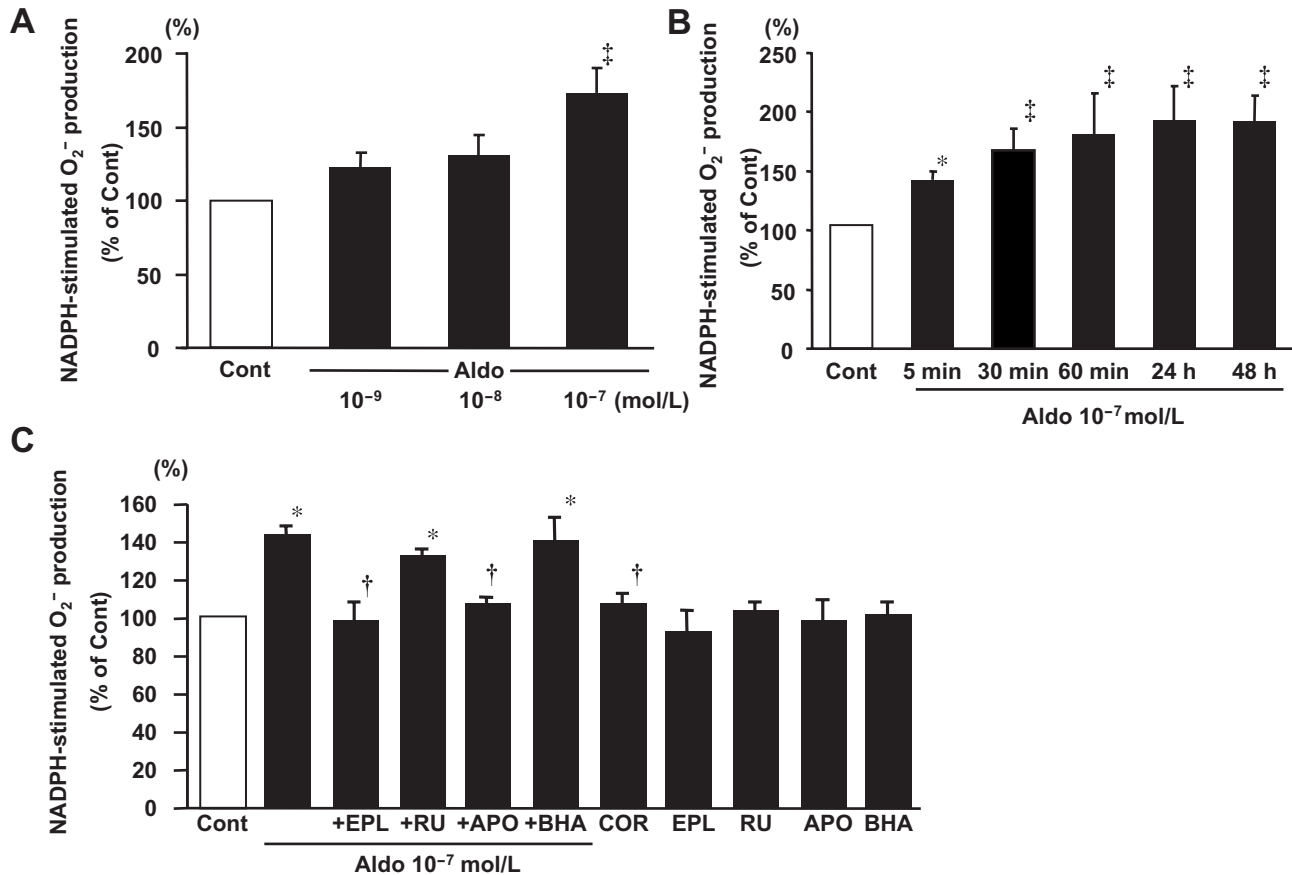 A
NADPH-stimulated O₂⁻ production
(% of Cont)
(%)
200
150
100
50
0
‡
Cont
Aldo
10⁻⁹ 10⁻⁸ 10⁻⁷ (mol/L)
B
NADPH-stimulated O₂⁻ production
(% of Cont)
(%)
250
200
150
100
50
0
* ‡ ‡ ‡ ‡
Cont 5 min 30 min 60 min 24 h 48 h
Aldo 10⁻⁷ mol/L
C
NADPH-stimulated O₂⁻ production
(% of Cont)
(%)
160
140
120
100
80
60
40
20
0
* † * † * †
Cont +EPL +RU +APO +BHA COR EPL RU APO BHA
Aldo 10⁻⁷ mol/L